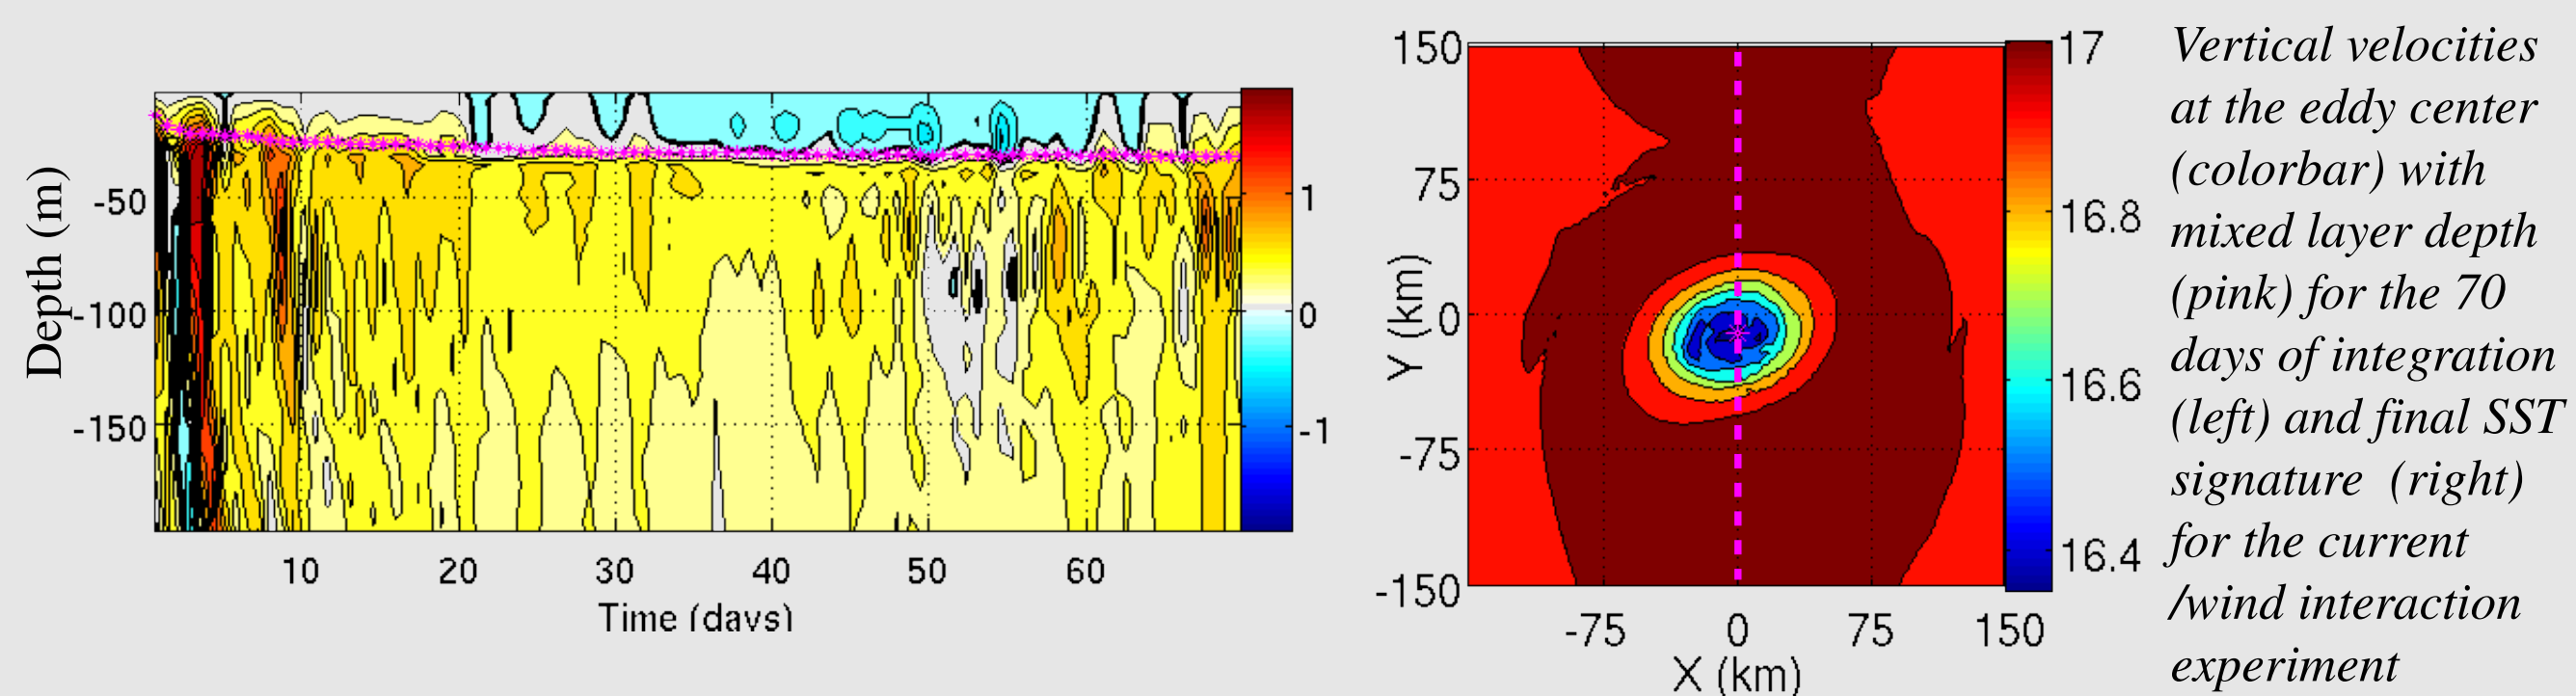 Depth (m)
-50
-100
-150
10 20 30 40 50 60
Time (days)
1
0
-1
150
75
0
-75
-150
Y (km)
-75 0 75 150
X (km)
17
16.8
16.6
16.4
Vertical velocities
at the eddy center
(colorbar) with
mixed layer depth
(pink) for the 70
days of integration
(left) and final SST
signature (right)
for the current
/wind interaction
experiment